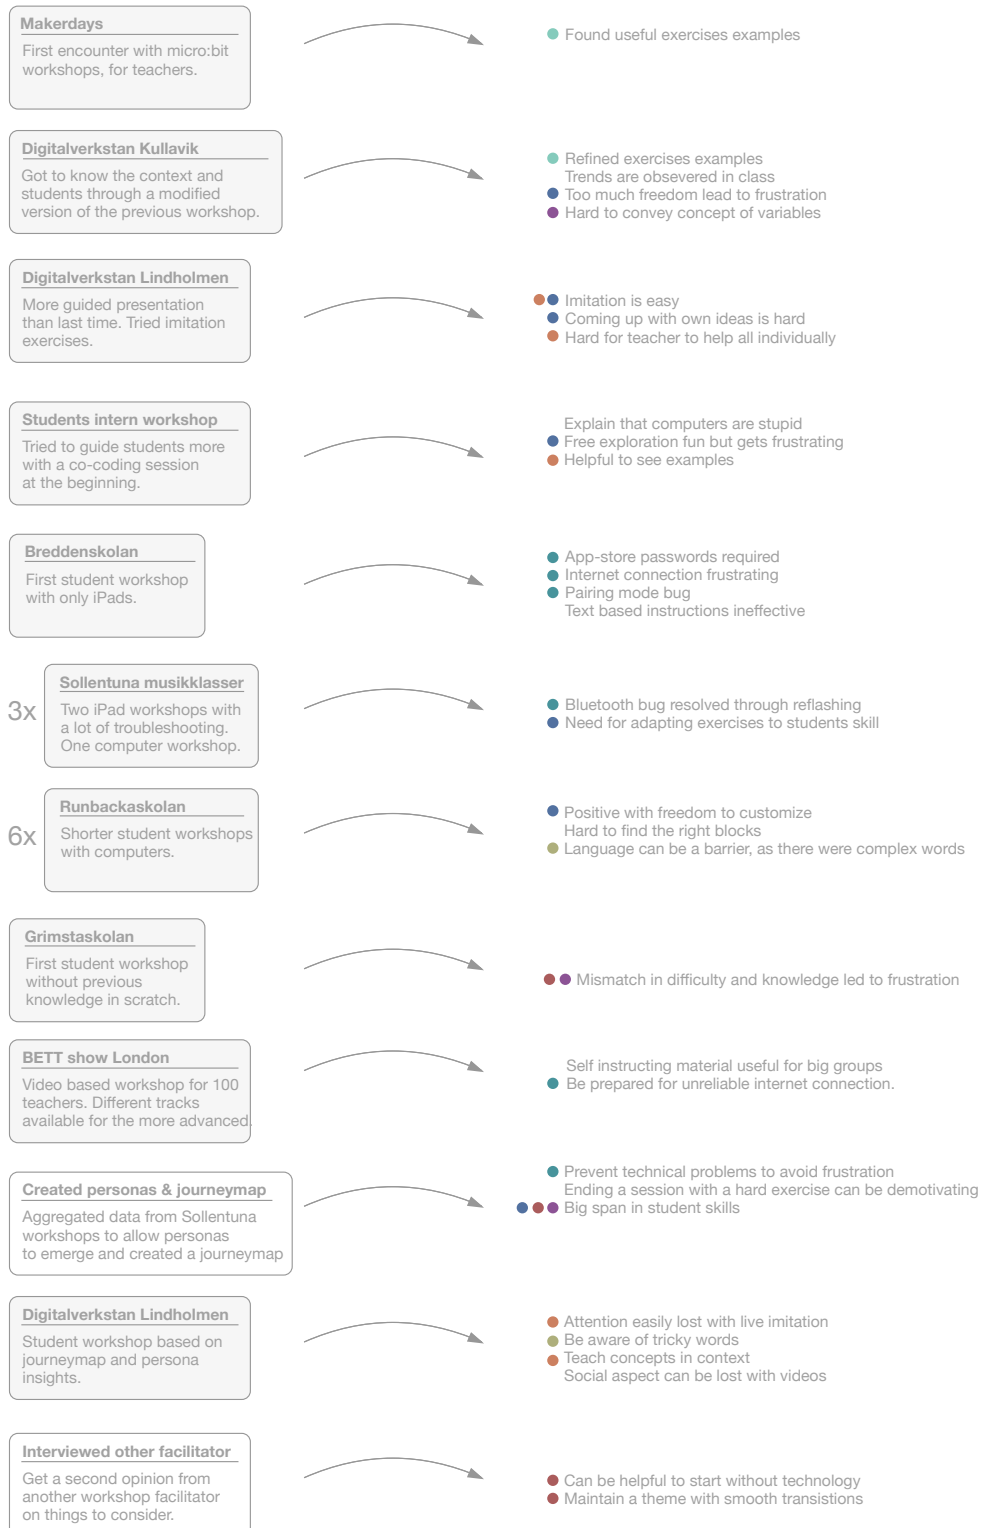 Makerdays
First encounter with micro:bit
workshops, for teachers.
Found useful exercises examples
Digitalverkstan Kullavik
Got to know the context and
students through a modified
version of the previous workshop.
Refined exercises examples
Trends are obsevered in class
Too much freedom lead to frustration
Hard to convey concept of variables
Digitalverkstan Lindholmen
More guided presentation
than last time. Tried imitation
exercises.
Imitation is easy
Coming up with own ideas is hard
Hard for teacher to help all individually
Students intern workshop
Tried to guide students more
with a co-coding session
at the beginning.
Explain that computers are stupid
Free exploration fun but gets frustrating
Helpful to see examples
Breddenskolan
First student workshop
with only iPads.
App-store passwords required
Internet connection frustrating
Pairing mode bug
Text based instructions ineffective
3x
Sollentuna musikklasser
Two iPad workshops with
a lot of troubleshooting.
One computer workshop.
Bluetooth bug resolved through reflashing
Need for adapting exercises to students skill
6x
Runbackaskolan
Shorter student workshops
with computers.
Positive with freedom to customize
Hard to find the right blocks
Language can be a barrier, as there were complex words
Grimstaskolan
First student workshop
without previous
knowledge in scratch.
Mismatch in difficulty and knowledge led to frustration
BETT show London
Video based workshop for 100
teachers. Different tracks
available for the more advanced.
Self instructing material useful for big groups
Be prepared for unreliable internet connection.
Created personas & journeymap
Aggregated data from Sollentuna
workshops to allow personas
to emerge and created a journeymap
Prevent technical problems to avoid frustration
Ending a session with a hard exercise can be demotivating
Big span in student skills
Digitalverkstan Lindholmen
Student workshop based on
journeymap and persona
insights.
Attention easily lost with live imitation
Be aware of tricky words
Teach concepts in context
Social aspect can be lost with videos
Interviewed other facilitator
Get a second opinion from
another workshop facilitator
on things to consider.
Can be helpful to start without technology
Maintain a theme with smooth transistions